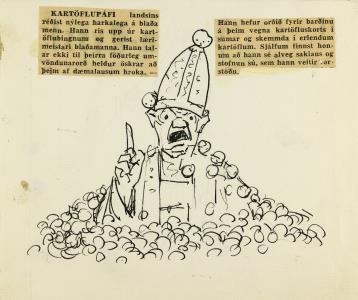 KARTÖFLUPÁFI landsins
réðist nýlega harkalega á blaða
menn. Hann rís upp úr kart-
öflubingnum og gerist læri-
meistari blaðamanna. Hann tal-
ar ekki til þeirra föðurlegum um-
vöndunarorð heldur öskrar að
þeim af dæmalausum hroka. —
Hann hefur orðið fyrir barðinu
á þeim vegna kartöfluskorts í
sumar og skemmda í erlendum
kartöflum. Sjálfum finnst hon-
um að hann sé alveg saklaus og
stofnun sú, sem hann veitir for-
stöðu.